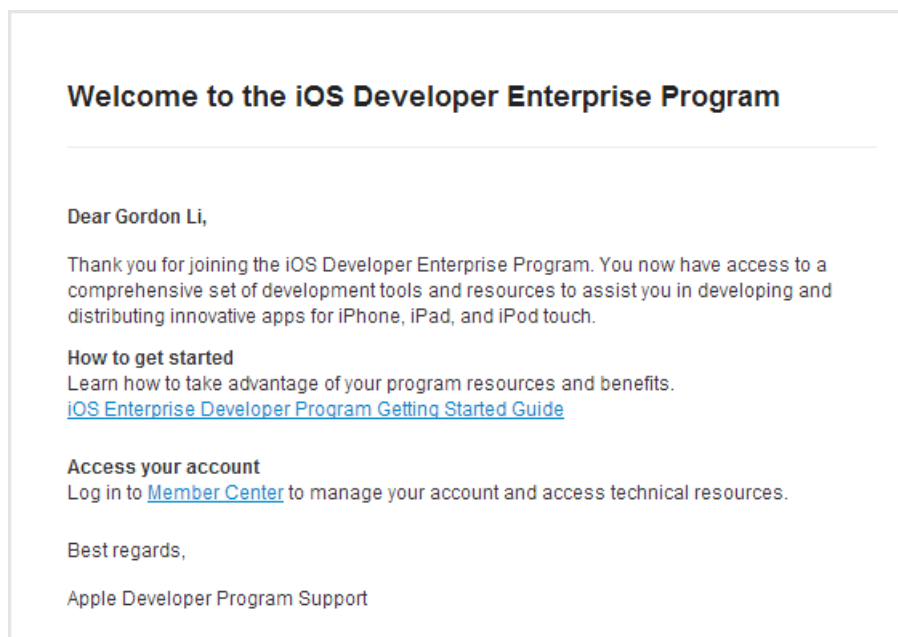 Welcome to the iOS Developer Enterprise Program
Dear Gordon Li,
Thank you for joining the iOS Developer Enterprise Program. You now have access to a
comprehensive set of development tools and resources to assist you in developing and
distributing innovative apps for iPhone, iPad, and iPod touch.
How to get started
Learn how to take advantage of your program resources and benefits.
iOS Enterprise Developer Program Getting Started Guide
Access your account
Log in to Member Center to manage your account and access technical resources.
Best regards,
Apple Developer Program Support